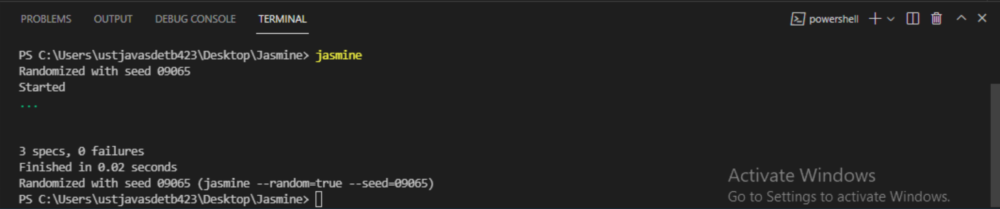 PROBLEMS OUTPUT DEBUG CONSOLE TERMINAL powershell
PS C:\Users\ustjavasdetb423\Desktop\Jasmine> jasmine
Randomized with seed 09065
Started
...
3 specs, 0 failures
Finished in 0.02 seconds
Randomized with seed 09065 (jasmine --random=true --seed=09065)
PS C:\Users\ustjavasdetb423\Desktop\Jasmine>
Activate Windows
Go to Settings to activate Windows.